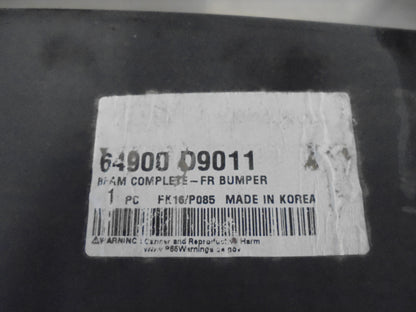 64900 D9011
BEAM COMPLETE-FR BUMPER
1 PC FK16/P085 MADE IN KOREA
⚠WARNING: Cancer and Reproductive Harm
www.P65Warnings.ca.gov